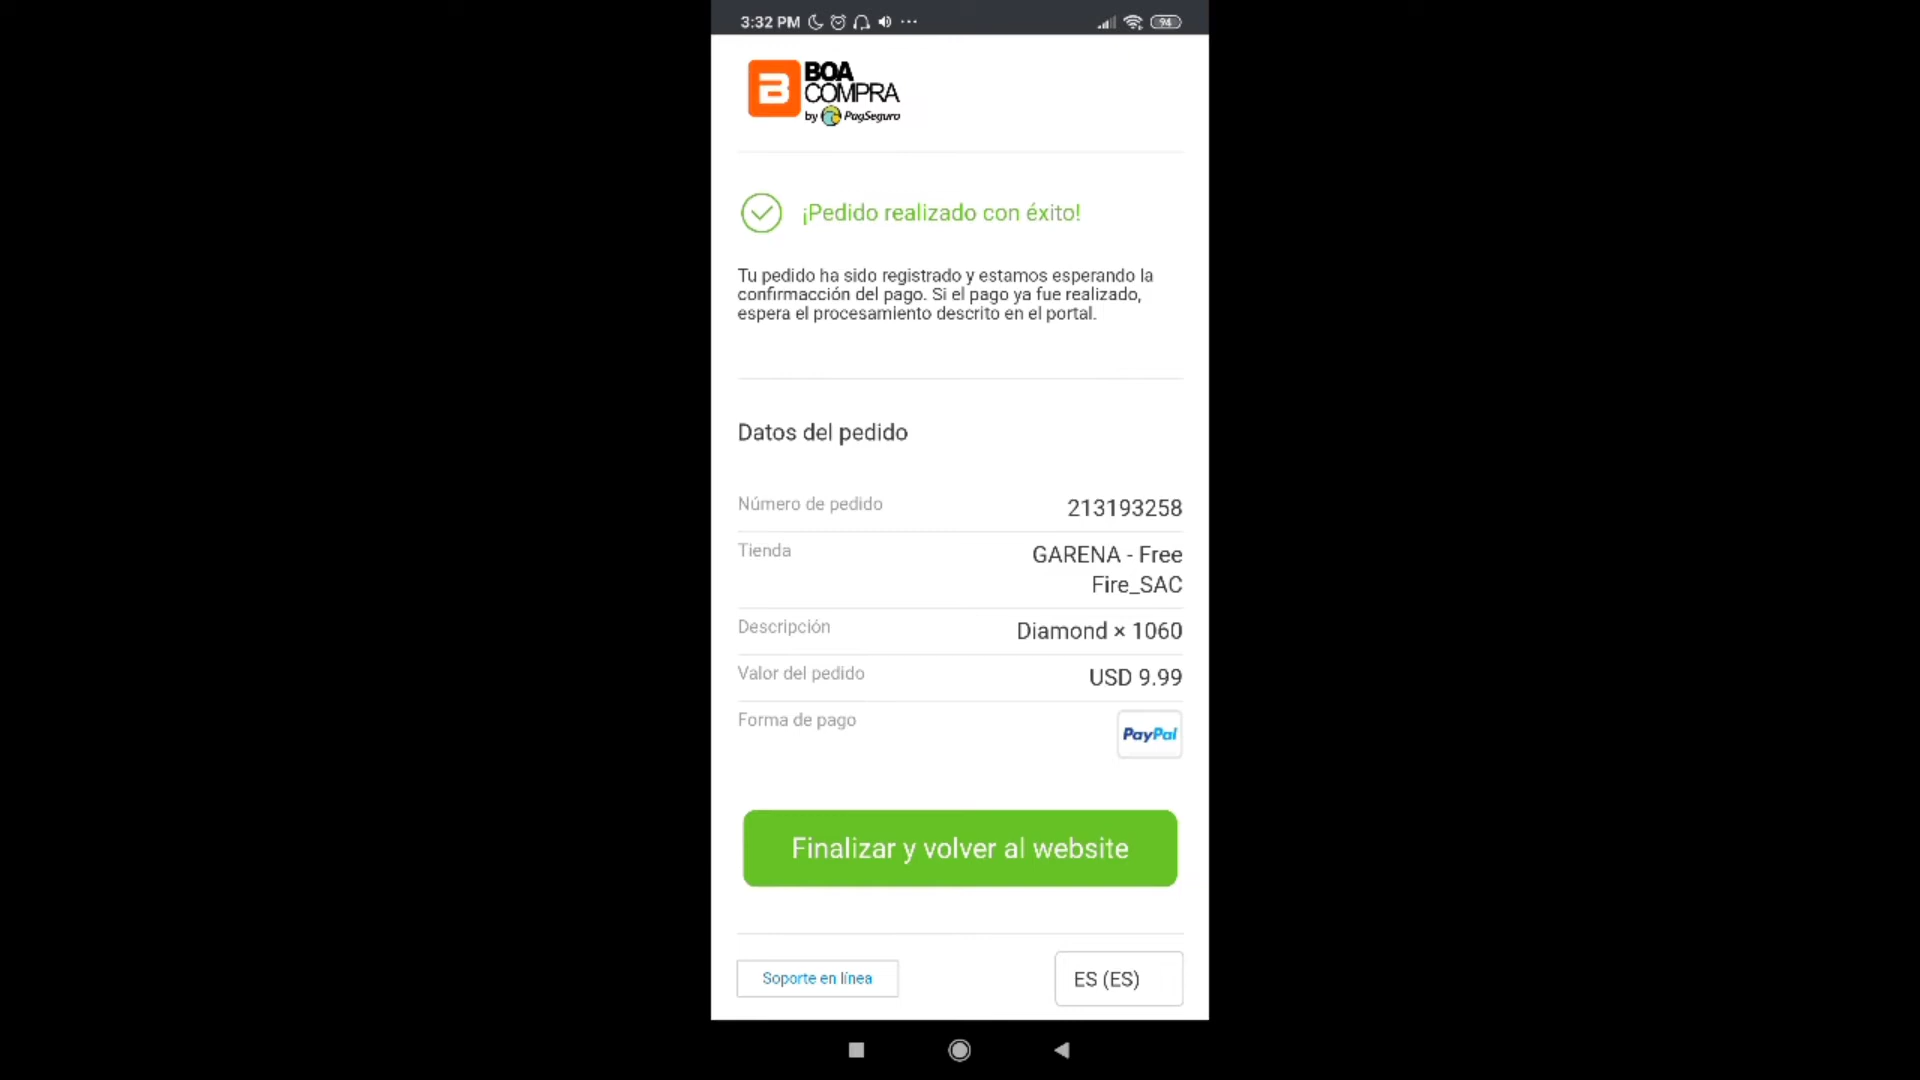 3:32 PM
94
B BOA
COMPRA
by PagSeguro
¡Pedido realizado con éxito!
Tu pedido ha sido registrado y estamos esperando la
confirmacción del pago. Si el pago ya fue realizado,
espera el procesamiento descrito en el portal.
Datos del pedido
Número de pedido 213193258
Tienda GARENA - Free
Fire_SAC
Descripción Diamond × 1060
Valor del pedido USD 9.99
Forma de pago PayPal
Finalizar y volver al website
Soporte en línea ES (ES)